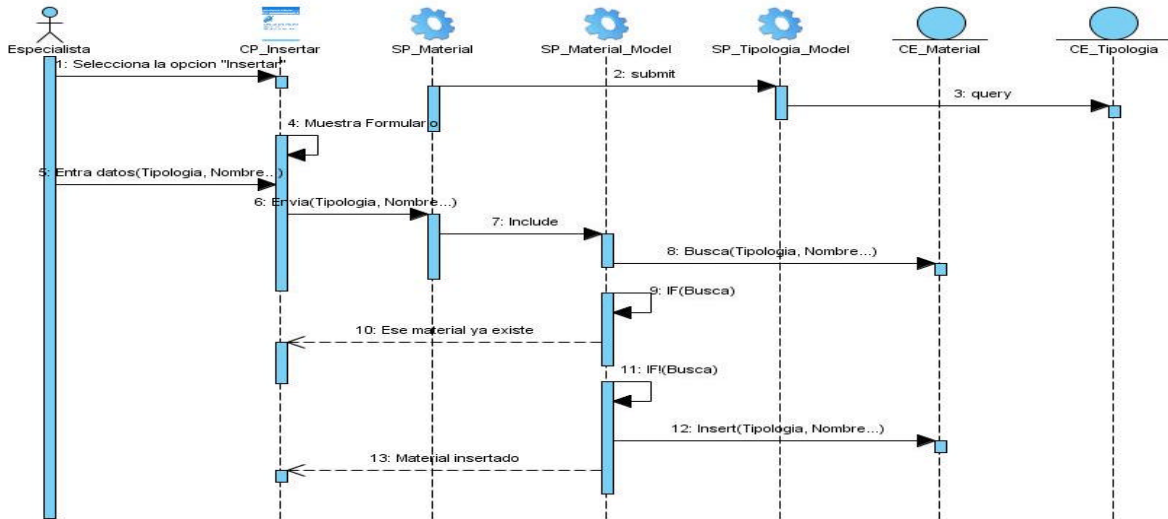 Especialista
CP_Insertar
SP_Material
SP_Material_Model
SP_Tipologia_Model
CE_Material
CE_Tipologia
1: Selecciona la opcion "Insertar"
2: submit
3: query
4: Muestra Formulario
5: Entra datos(Tipologia, Nombre...)
6: Envia(Tipologia, Nombre...)
7: Include
8: Busca(Tipologia, Nombre...)
9: IF(Busca)
10: Ese material ya existe
11: IF!(Busca)
12: Insert(Tipologia, Nombre...)
13: Material insertado